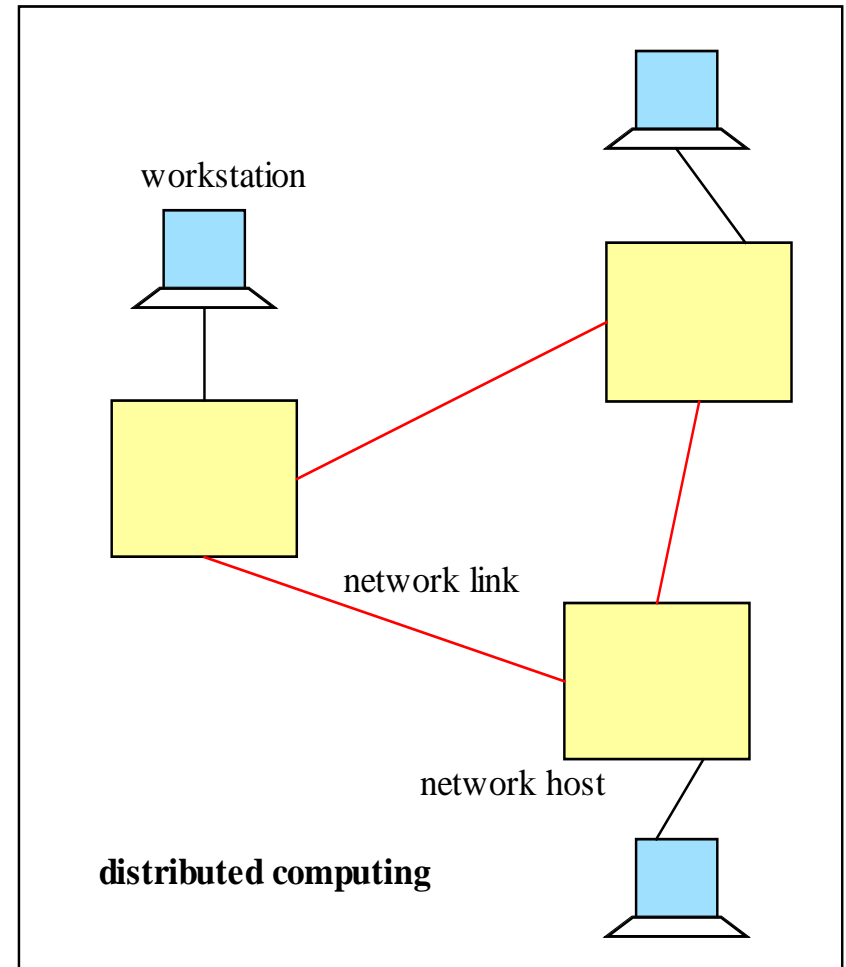 workstation
network link
network host
distributed computing